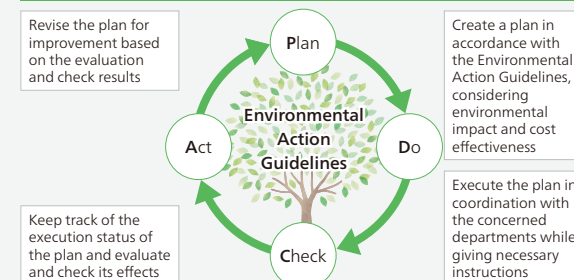 Revise the plan for
improvement based
on the evaluation
and check results
Plan
Create a plan in
accordance with
the Environmental
Action Guidelines,
considering
environmental
impact and cost
effectiveness
Act
Environmental
Action
Guidelines
Do
Keep track of the
execution status of
the plan and evaluate
and check its effects
Check
Execute the plan in
coordination with
the concerned
departments while
giving necessary
instructions